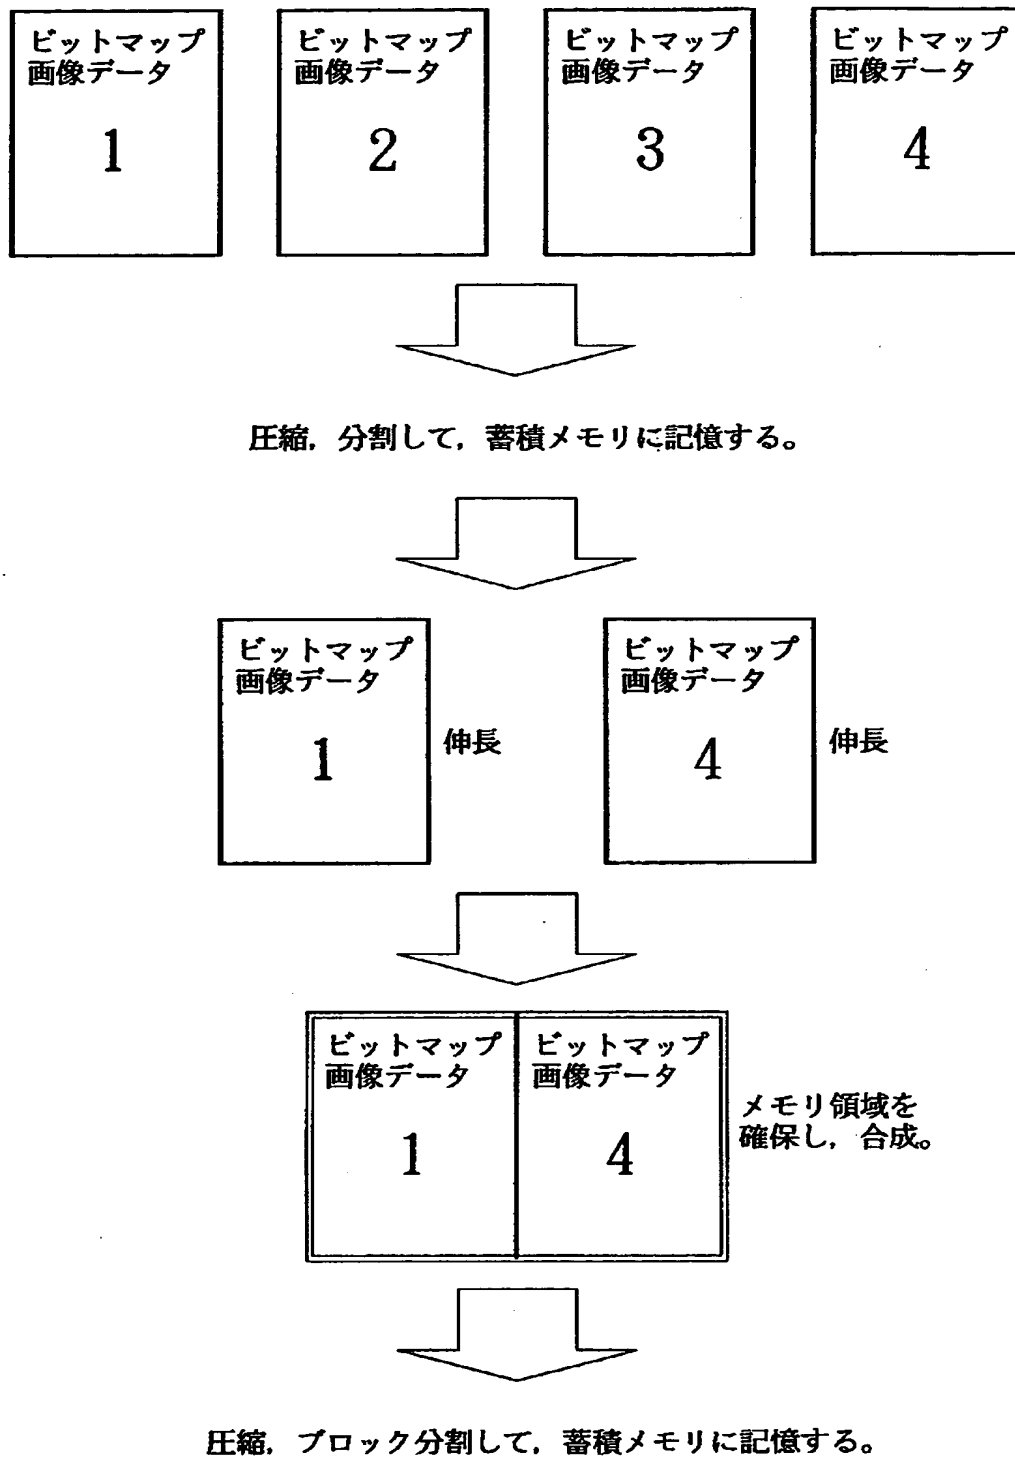 ビットマップ
画像データ
1
ビットマップ
画像データ
2
ビットマップ
画像データ
3
ビットマップ
画像データ
4
圧縮，分割して，蓄積メモリに記憶する。
ビットマップ
画像データ
1
伸長
ビットマップ
画像データ
4
伸長
ビットマップ
画像データ
1
ビットマップ
画像データ
4
メモリ領域を
確保し，合成。
圧縮，ブロック分割して，蓄積メモリに記憶する。